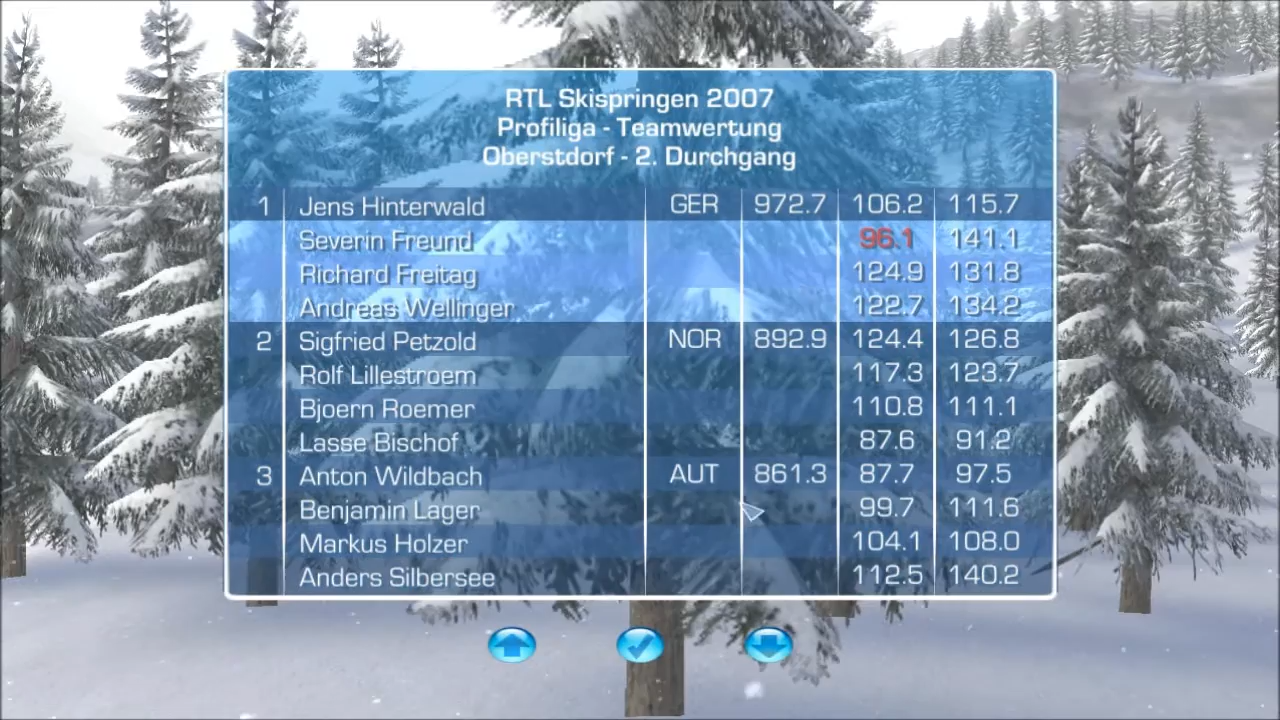 RTL Skispringen 2007
Profiliga - Teamwertung
Oberstdorf - 2. Durchgang
1 Jens Hinterwald GER 972.7 106.2 115.7
Severin Freund 96.1 141.1
Richard Freitag 124.9 131.8
Andreas Wellinger 122.7 134.2
2 Sigfried Petzold NOR 892.9 124.4 126.8
Rolf Lillestroem 117.3 123.7
Bjoern Roemer 110.8 111.1
Lasse Bischof 87.6 91.2
3 Anton Wildbach AUT 861.3 87.7 97.5
Benjamin Lager 99.7 111.6
Markus Holzer 104.1 108.0
Anders Silbersee 112.5 140.2